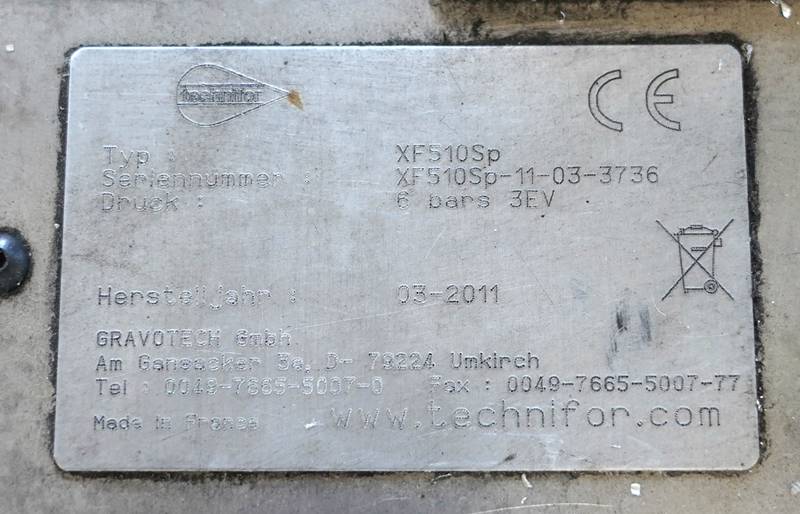 technifor
CE
Typ : XF510Sp
Seriennummer : XF510Sp-11-03-3736
Druck : 6 bars 3EV
Herstelljahr : 03-2011
GRAVOTECH GmbH
Am Gansacker 3a, D- 79224 Umkirch
Tel : 0049-7665-5007-0 Fax : 0049-7665-5007-77
Made in France www.technifor.com